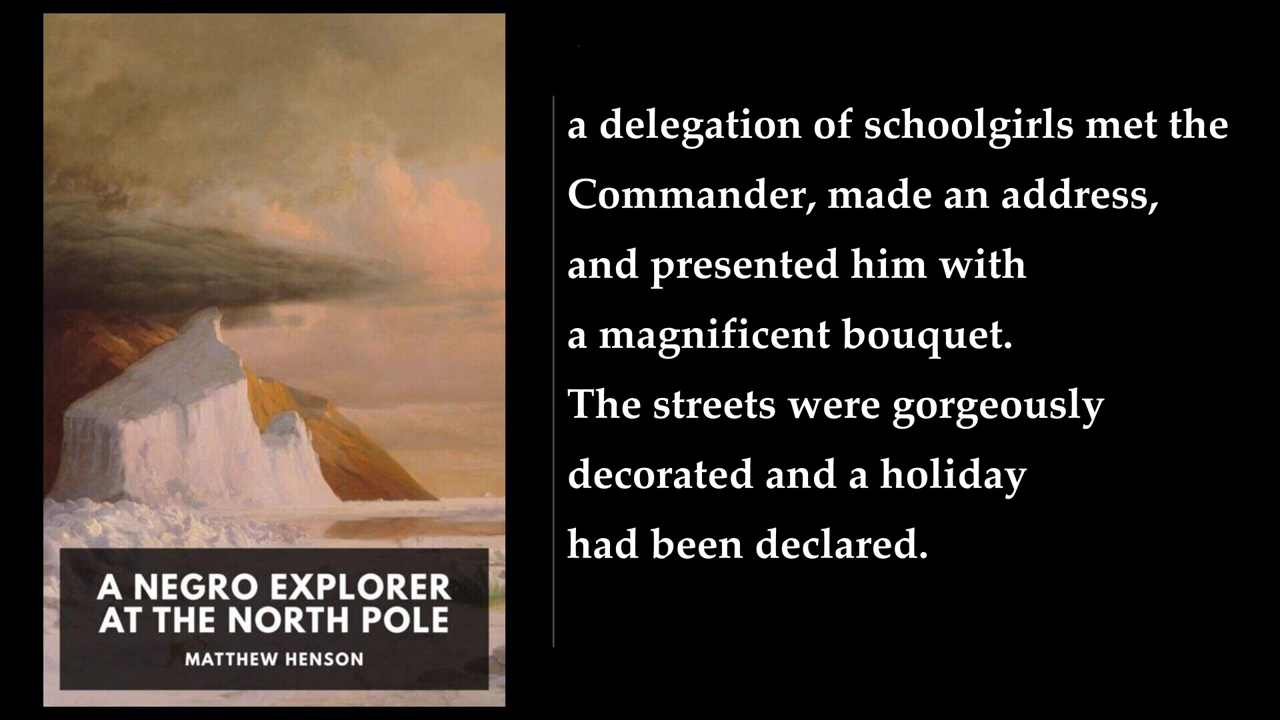 a delegation of schoolgirls met the
Commander, made an address,
and presented him with
a magnificent bouquet.
The streets were gorgeously
decorated and a holiday
had been declared.
A NEGRO EXPLORER
AT THE NORTH POLE
MATTHEW HENSON